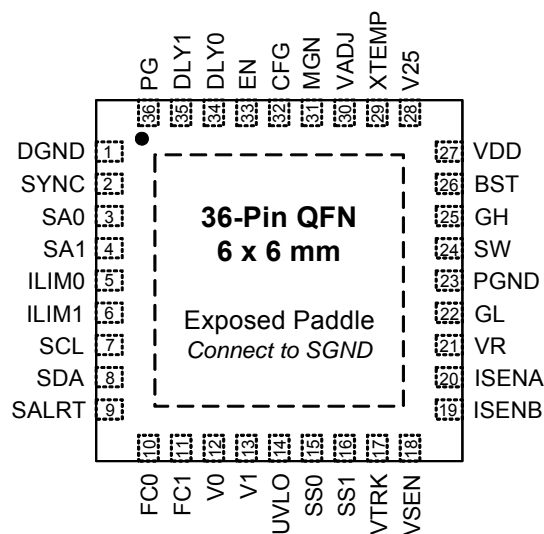 PG
DLY1
DLY0
EN
CFG
MGN
VADJ
XTEMP
V25
36
35
34
33
32
31
30
29
28
DGND 1
SYNC 2
SA0 3
SA1 4
ILIM0 5
ILIM1 6
SCL 7
SDA 8
SALRT 9
36-Pin QFN
6 x 6 mm
Exposed Paddle
Connect to SGND
27 VDD
26 BST
25 GH
24 SW
23 PGND
22 GL
21 VR
20 ISENA
19 ISENB
10
11
12
13
14
15
16
17
18
FC0
FC1
V0
V1
UVLO
SS0
SS1
VTRK
VSEN